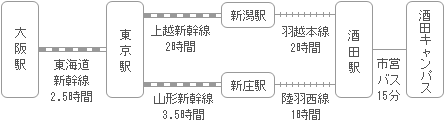 大阪駅
東海道
新幹線
2.5時間
東京駅
上越新幹線
2時間
新潟駅
羽越本線
2時間
山形新幹線
3.5時間
新庄駅
陸羽西線
1時間
酒田駅
市営
バス
15分
酒田キャンパス